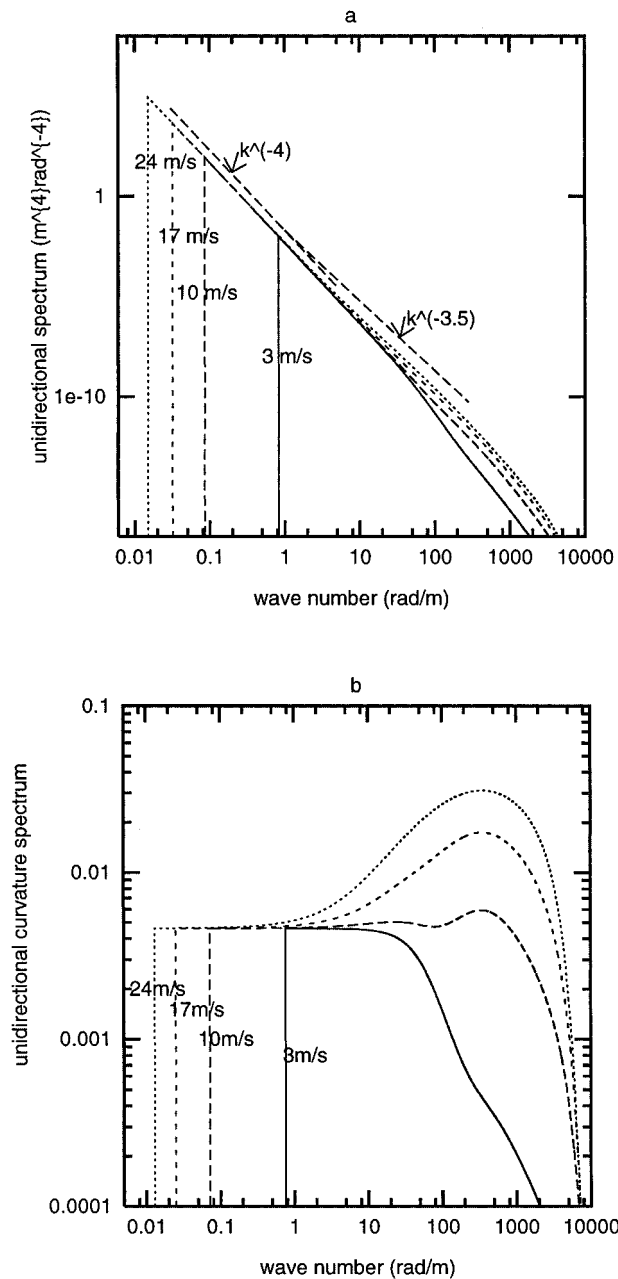 a
unidirectional spectrum (m^{4}rad^{-4})
1
1e-10
24 m/s
17 m/s
10 m/s
3 m/s
k^(-4)
k^(-3.5)
0.01 0.1 1 10 100 1000 10000
wave number (rad/m)
b
unidirectional curvature spectrum
0.1
0.01
0.001
0.0001
24m/s
17m/s
10m/s
3m/s
0.01 0.1 1 10 100 1000 10000
wave number (rad/m)